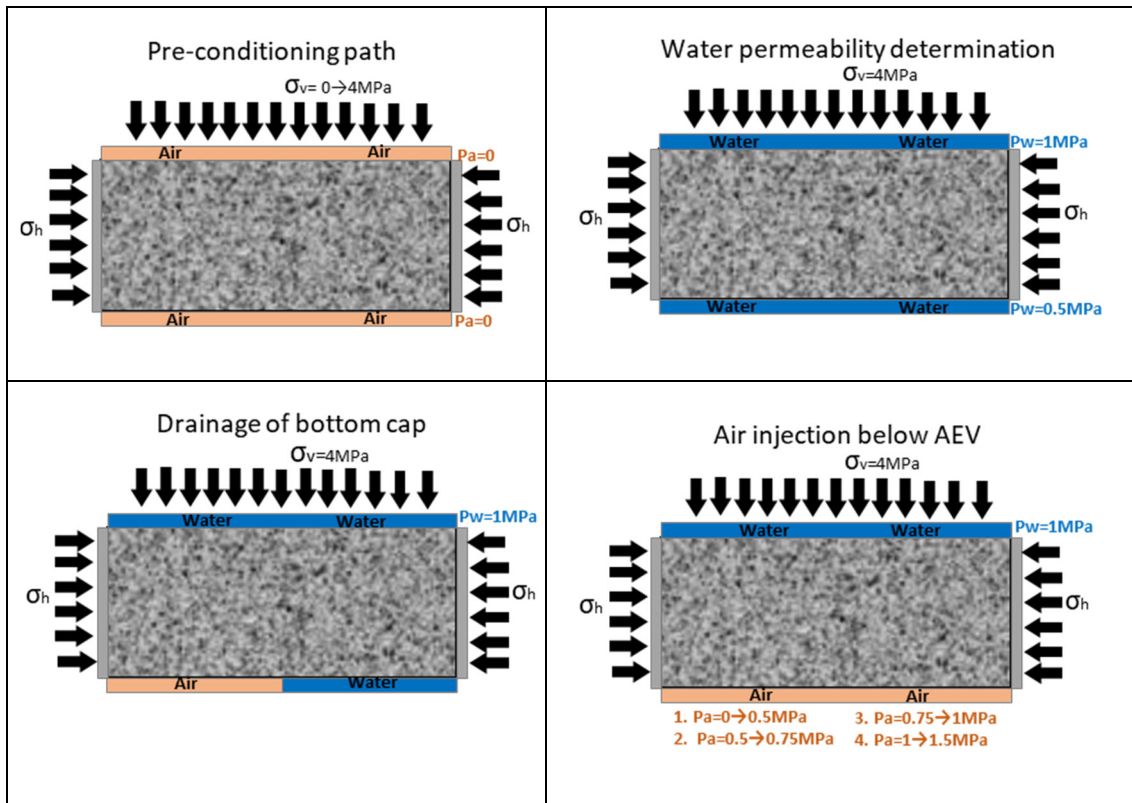 Pre-conditioning path
σv= 0→4MPa
Air Air
Pa=0
σh σh
Air Air
Pa=0
Water permeability determination
σv=4MPa
Water Water
Pw=1MPa
σh σh
Water Water
Pw=0.5MPa
Drainage of bottom cap
σv=4MPa
Water Water
Pw=1MPa
σh σh
Air Water
Air injection below AEV
σv=4MPa
Water Water
Pw=1MPa
σh σh
Air Air
1. Pa=0→0.5MPa 3. Pa=0.75→1MPa
2. Pa=0.5→0.75MPa 4. Pa=1→1.5MPa